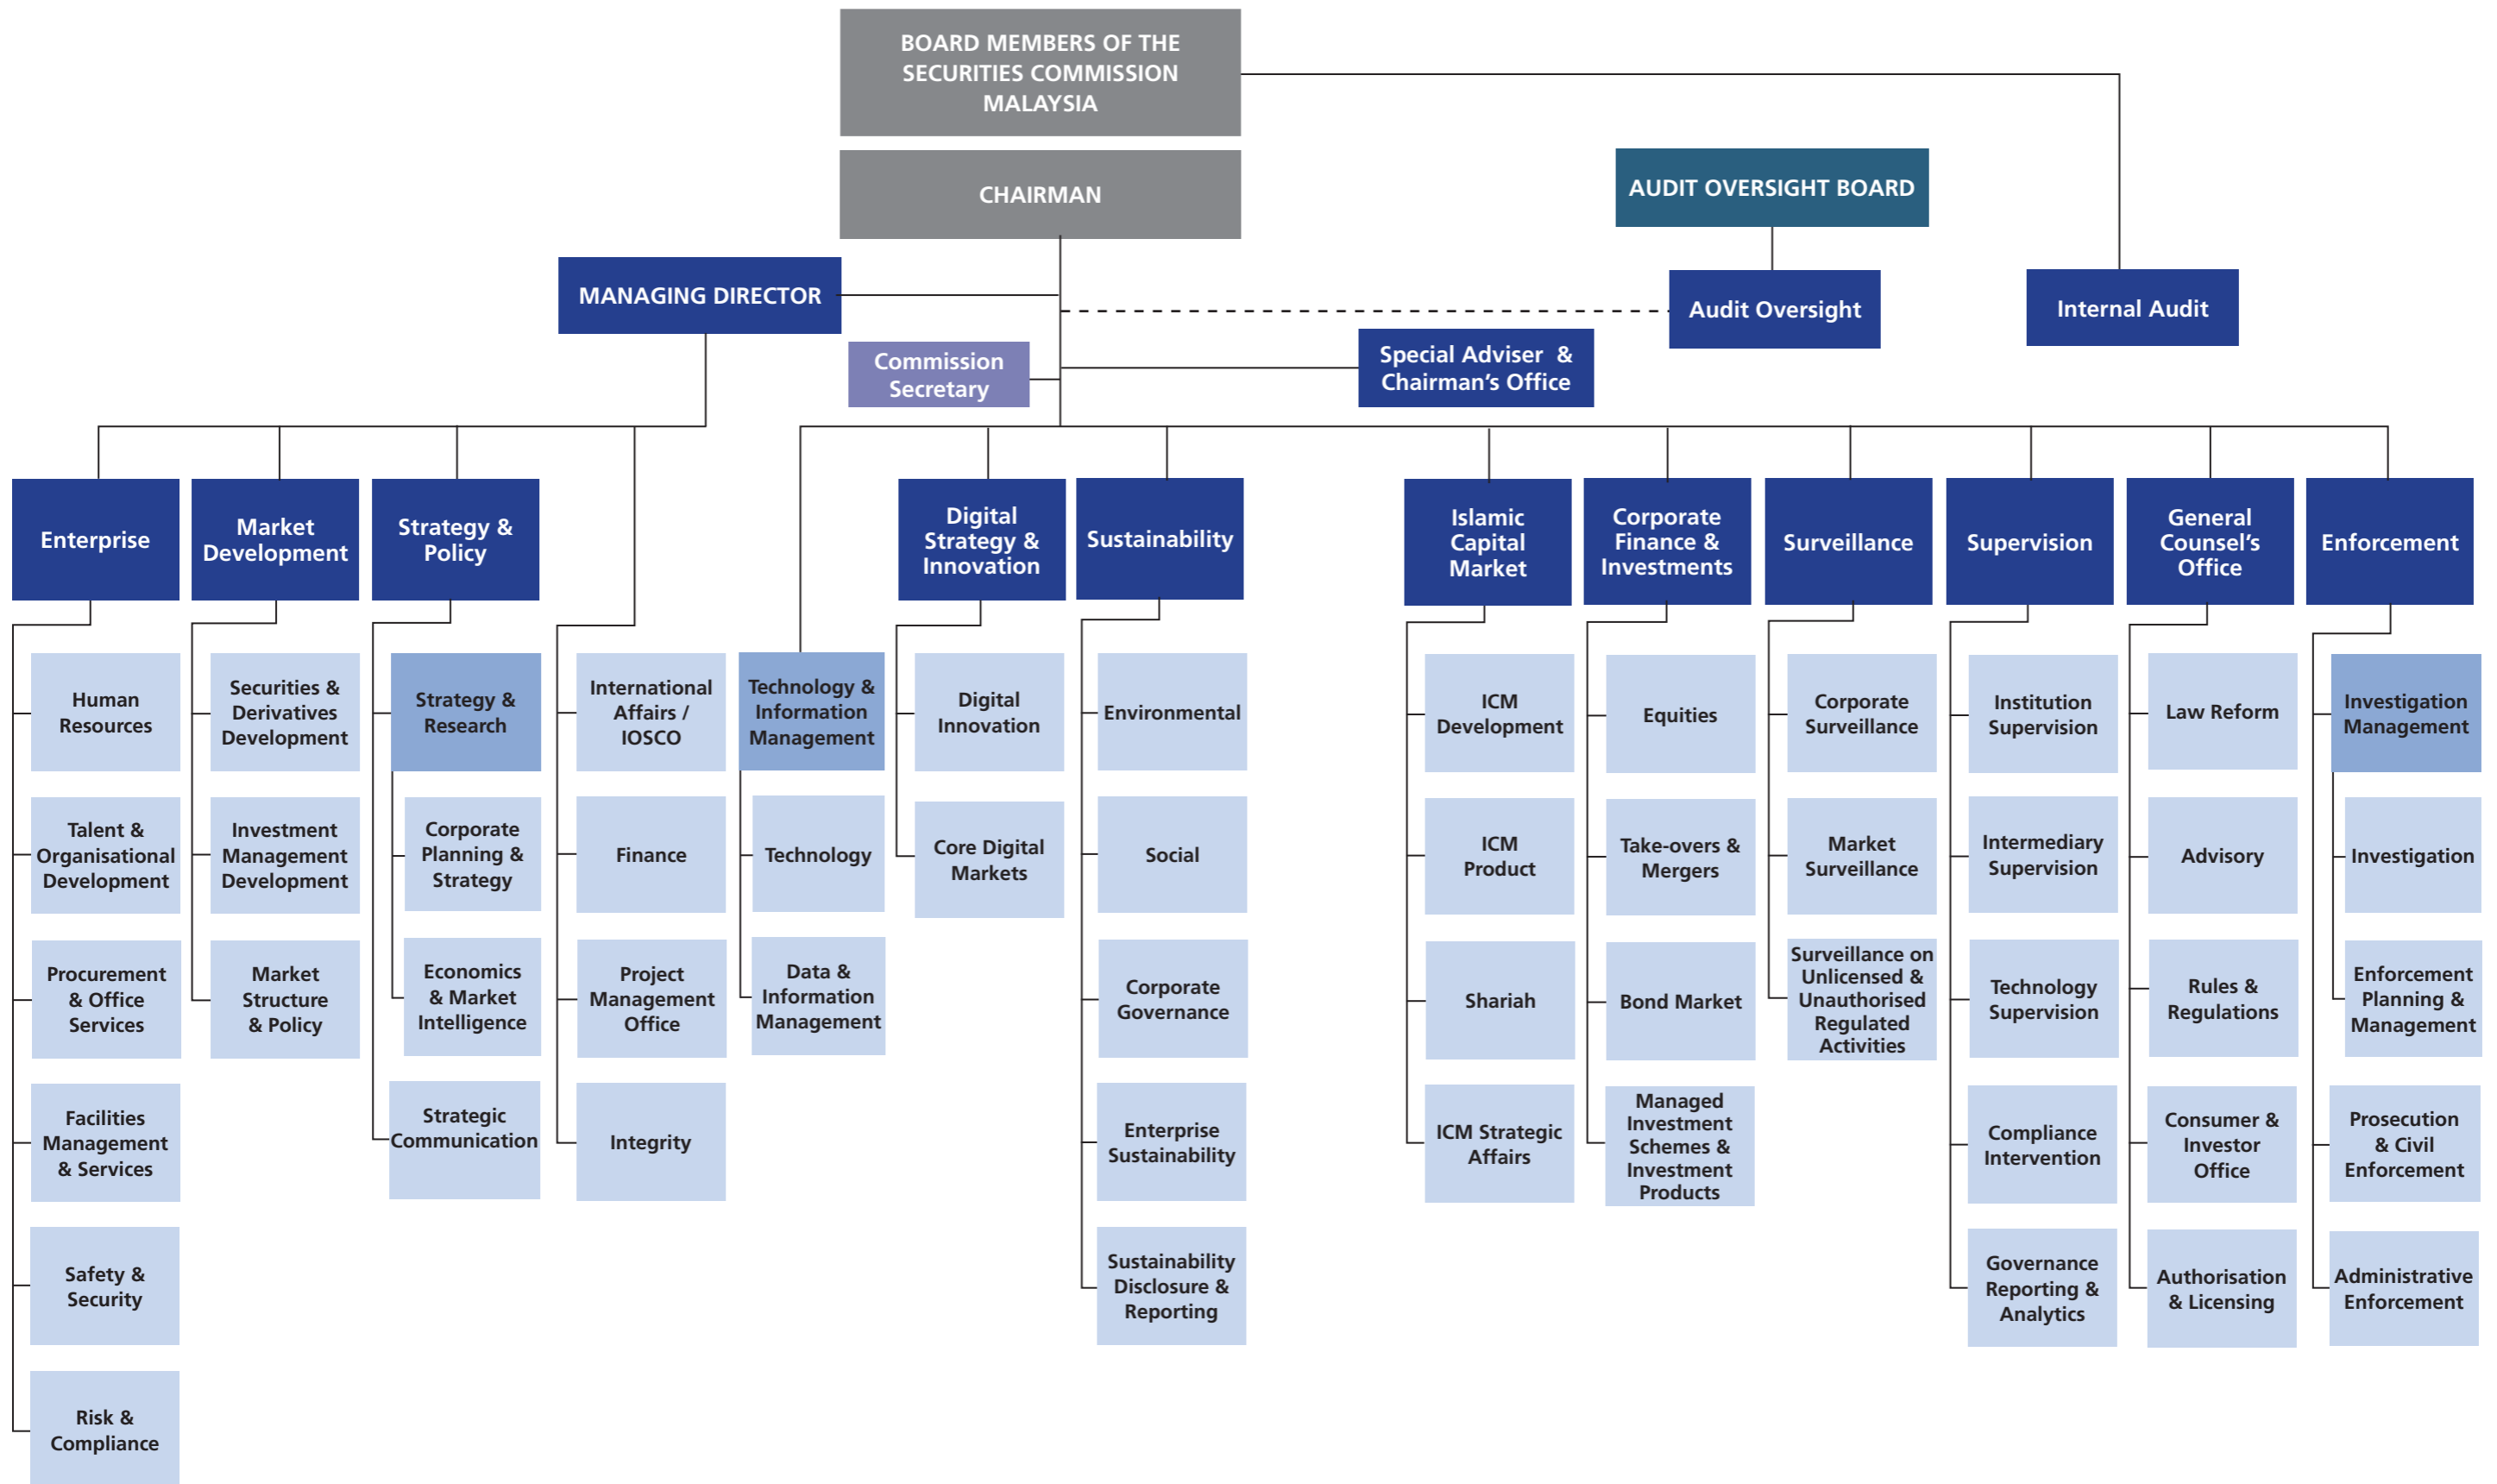 BOARD MEMBERS OF THE
SECURITIES COMMISSION
MALAYSIA
CHAIRMAN
AUDIT OVERSIGHT BOARD
MANAGING DIRECTOR
Audit Oversight
Internal Audit
Commission
Secretary
Special Adviser &
Chairman's Office
Enterprise
Market
Development
Strategy &
Policy
Digital
Strategy &
Innovation
Sustainability
Islamic
Capital
Market
Corporate
Finance &
Investments
Surveillance
Supervision
General
Counsel's
Office
Enforcement
Human
Resources
Talent &
Organisational
Development
Procurement
& Office
Services
Facilities
Management
& Services
Safety &
Security
Risk &
Compliance
Securities &
Derivatives
Development
Investment
Management
Development
Market
Structure
& Policy
Strategy &
Research
Corporate
Planning &
Strategy
Economics
& Market
Intelligence
Strategic
Communication
International
Affairs /
IOSCO
Finance
Project
Management
Office
Integrity
Technology &
Information
Management
Technology
Data &
Information
Management
Digital
Innovation
Core Digital
Markets
Environmental
Social
Corporate
Governance
Enterprise
Sustainability
Sustainability
Disclosure &
Reporting
ICM
Development
ICM
Product
Shariah
ICM Strategic
Affairs
Equities
Take-overs &
Mergers
Bond Market
Managed
Investment
Schemes &
Investment
Products
Corporate
Surveillance
Market
Surveillance
Surveillance on
Unlicensed &
Unauthorised
Regulated
Activities
Institution
Supervision
Intermediary
Supervision
Technology
Supervision
Compliance
Intervention
Governance
Reporting &
Analytics
Law Reform
Advisory
Rules &
Regulations
Consumer &
Investor
Office
Authorisation
& Licensing
Investigation
Management
Investigation
Enforcement
Planning &
Management
Prosecution
& Civil
Enforcement
Administrative
Enforcement